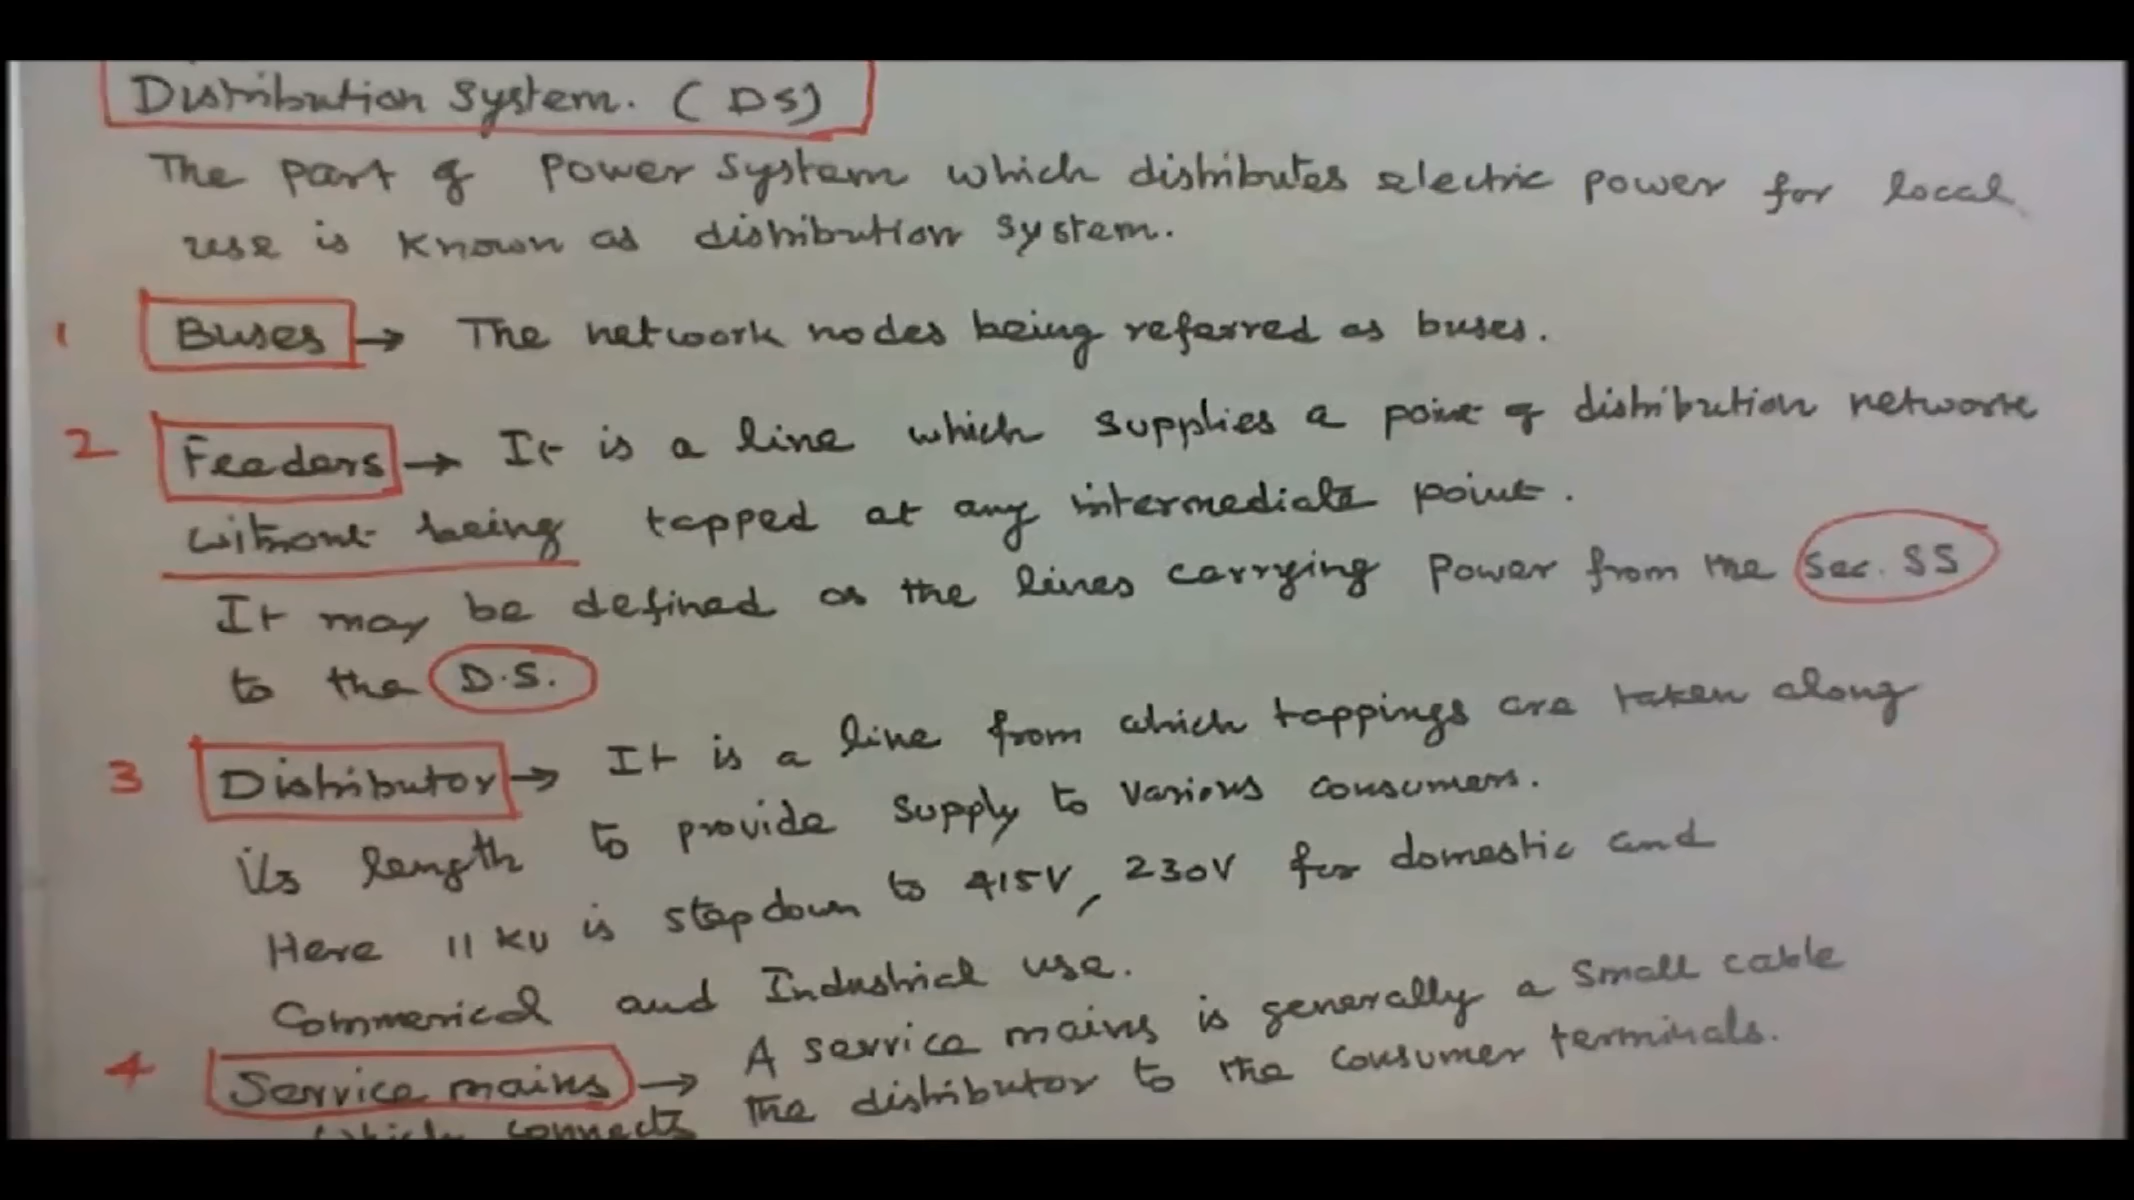 Distribution System. (DS)
The part of Power System which distributes electric power for local
use is known as distribution system.
1 Buses → The network nodes being referred as buses.
2 Feeders → It is a line which supplies a point of distribution network
without being tapped at any intermediate point.
It may be defined as the lines carrying power from the Sec. SS
to the D.S.
3 Distributor → It is a line from which tappings are taken along
its length to provide supply to various consumers.
Here 11 KV is stepdown to 415V, 230V for domestic and
Commerical and Industrial use.
4 Service mains → A service mains is generally a small cable
which connects the distributor to the consumer terminals.